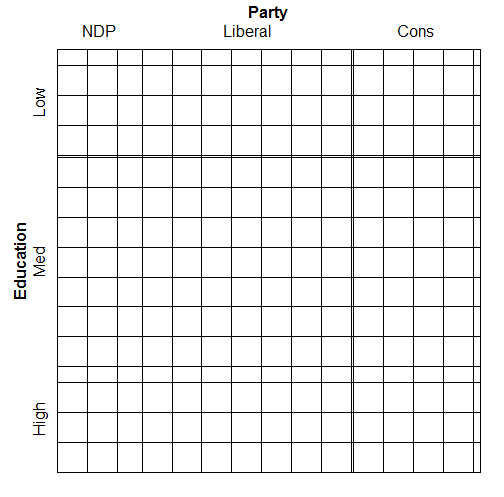 Party
NDP Liberal Cons
Low
Education
Med
High